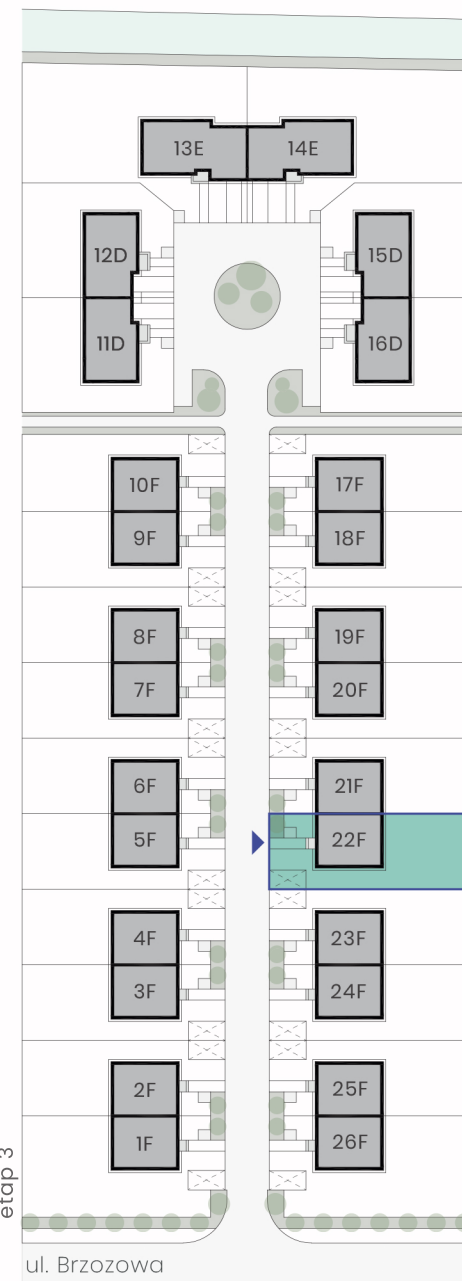 13E 14E
12D 15D
11D 16D
10F 17F
9F 18F
8F 19F
7F 20F
6F 21F
5F 22F
4F 23F
3F 24F
2F 25F
1F 26F
etap 3
ul. Brzozowa